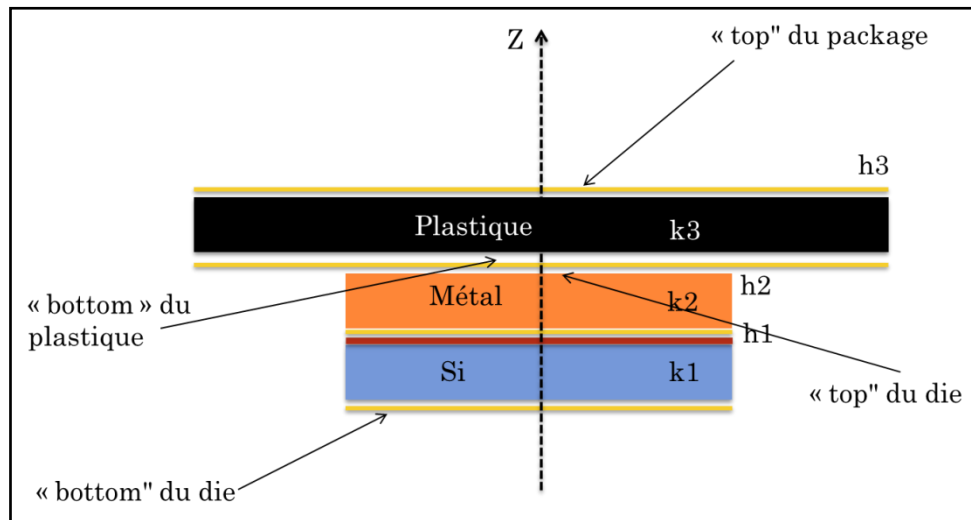 « top" du package
Z
h3
Plastique
k3
h2
Métal
k2
« bottom » du
plastique
h1
Si
k1
« top" du die
« bottom" du die